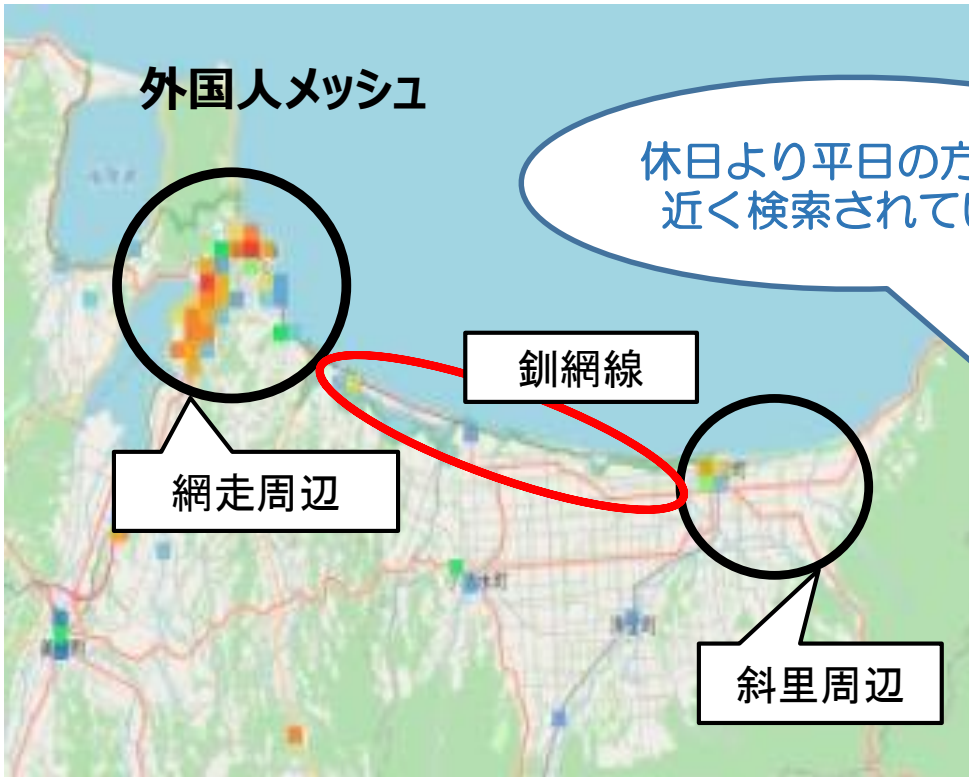 外国人メッシュ
休日より平日の方
近く検索されてい
釧網線
網走周辺
斜里周辺